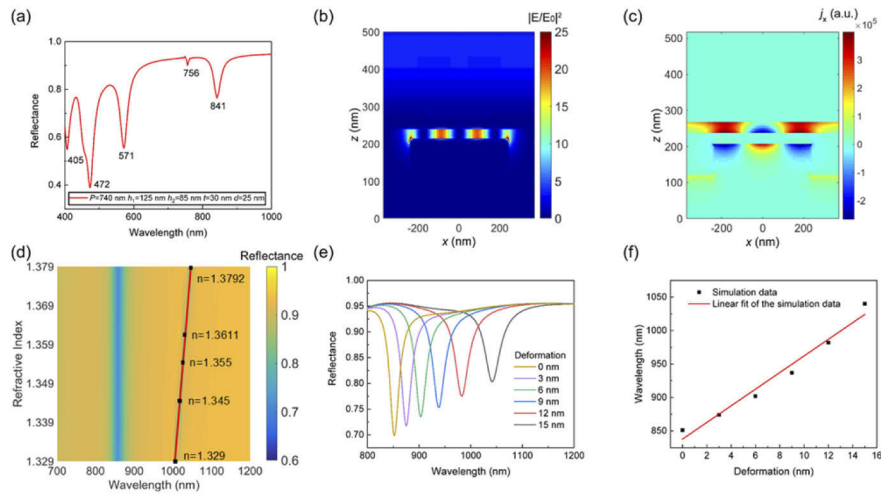 (a)
Reflectance
1.0
0.8
0.6
0.4
405
472
571
756
841
P=740 nm h₁=125 nm h₂=85 nm t=30 nm d=25 nm
400 500 600 700 800 900 1000
Wavelength (nm)
(b)
|E/E₀|²
z (nm)
500
400
300
200
100
0
-200 0 200
x (nm)
25
20
15
10
5
0
(c)
jₓ (a.u.)
×10⁵
z (nm)
500
400
300
200
100
0
-200 0 200
x (nm)
3
2
1
0
-1
-2
(d)
Reflectance
Refractive Index
1.379
1.369
1.359
1.349
1.339
1.329
n=1.3792
n=1.3611
n=1.355
n=1.345
n=1.329
700 800 900 1000 1100 1200
Wavelength (nm)
1
0.9
0.8
0.7
0.6
(e)
Reflectance
1.00
0.95
0.90
0.85
0.80
0.75
0.70
Deformation
0 nm
3 nm
6 nm
9 nm
12 nm
15 nm
800 900 1000 1100 1200
Wavelength (nm)
(f)
Wavelength (nm)
1050
1000
950
900
850
Simulation data
Linear fit of the simulation data
0 2 4 6 8 10 12 14 16
Deformation (nm)